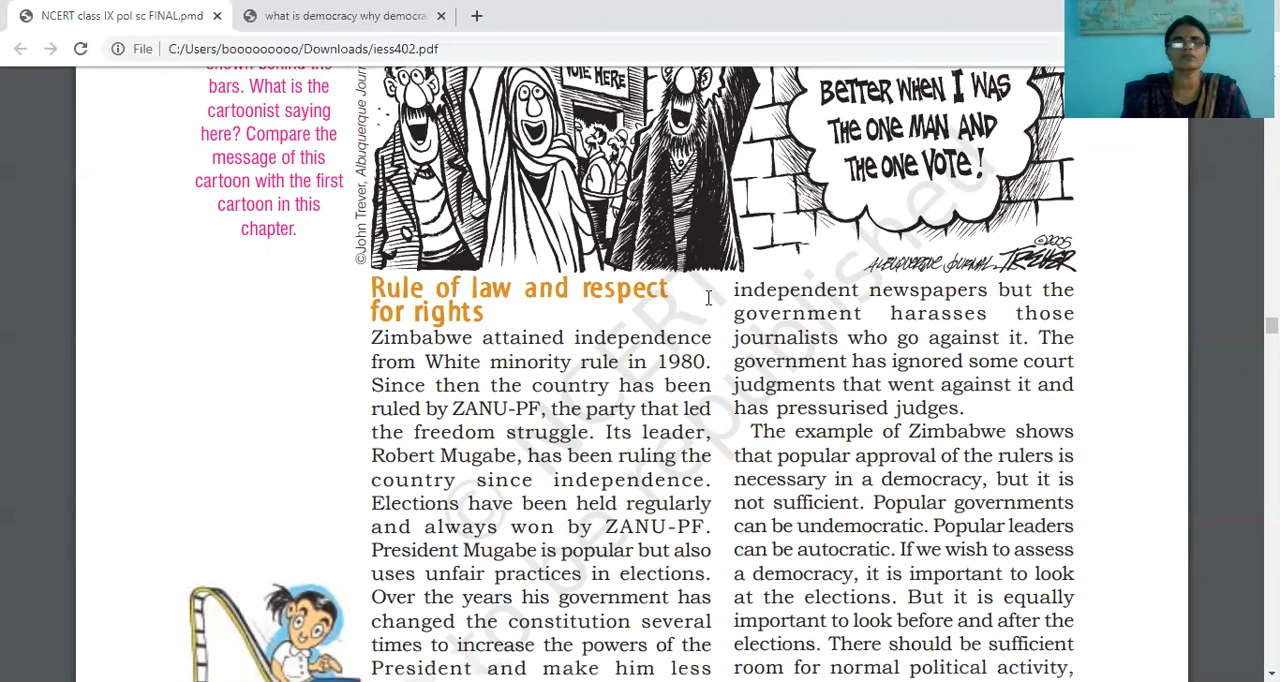 NCERT class IX pol sc FINAL.pmd
what is democracy why democra
File
C:/Users/booooooooo/Downloads/iess402.pdf
shown behind the
bars. What is the
cartoonist saying
here? Compare the
message of this
cartoon with the first
cartoon in this
chapter.
©John Trever, Albuquerque Journ
VOTE HERE
BETTER WHEN I WAS
THE ONE MAN AND
THE ONE VOTE!
©2005
ALBUQUERQUE JOURNAL
TREVER
Rule of law and respect
for rights
Zimbabwe attained independence
from White minority rule in 1980.
Since then the country has been
ruled by ZANU-PF, the party that led
the freedom struggle. Its leader,
Robert Mugabe, has been ruling the
country since independence.
Elections have been held regularly
and always won by ZANU-PF.
President Mugabe is popular but also
uses unfair practices in elections.
Over the years his government has
changed the constitution several
times to increase the powers of the
President and make him less
independent newspapers but the
government harasses those
journalists who go against it. The
government has ignored some court
judgments that went against it and
has pressurised judges.
The example of Zimbabwe shows
that popular approval of the rulers is
necessary in a democracy, but it is
not sufficient. Popular governments
can be undemocratic. Popular leaders
can be autocratic. If we wish to assess
a democracy, it is important to look
at the elections. But it is equally
important to look before and after the
elections. There should be sufficient
room for normal political activity,
© NCERT
to be republished